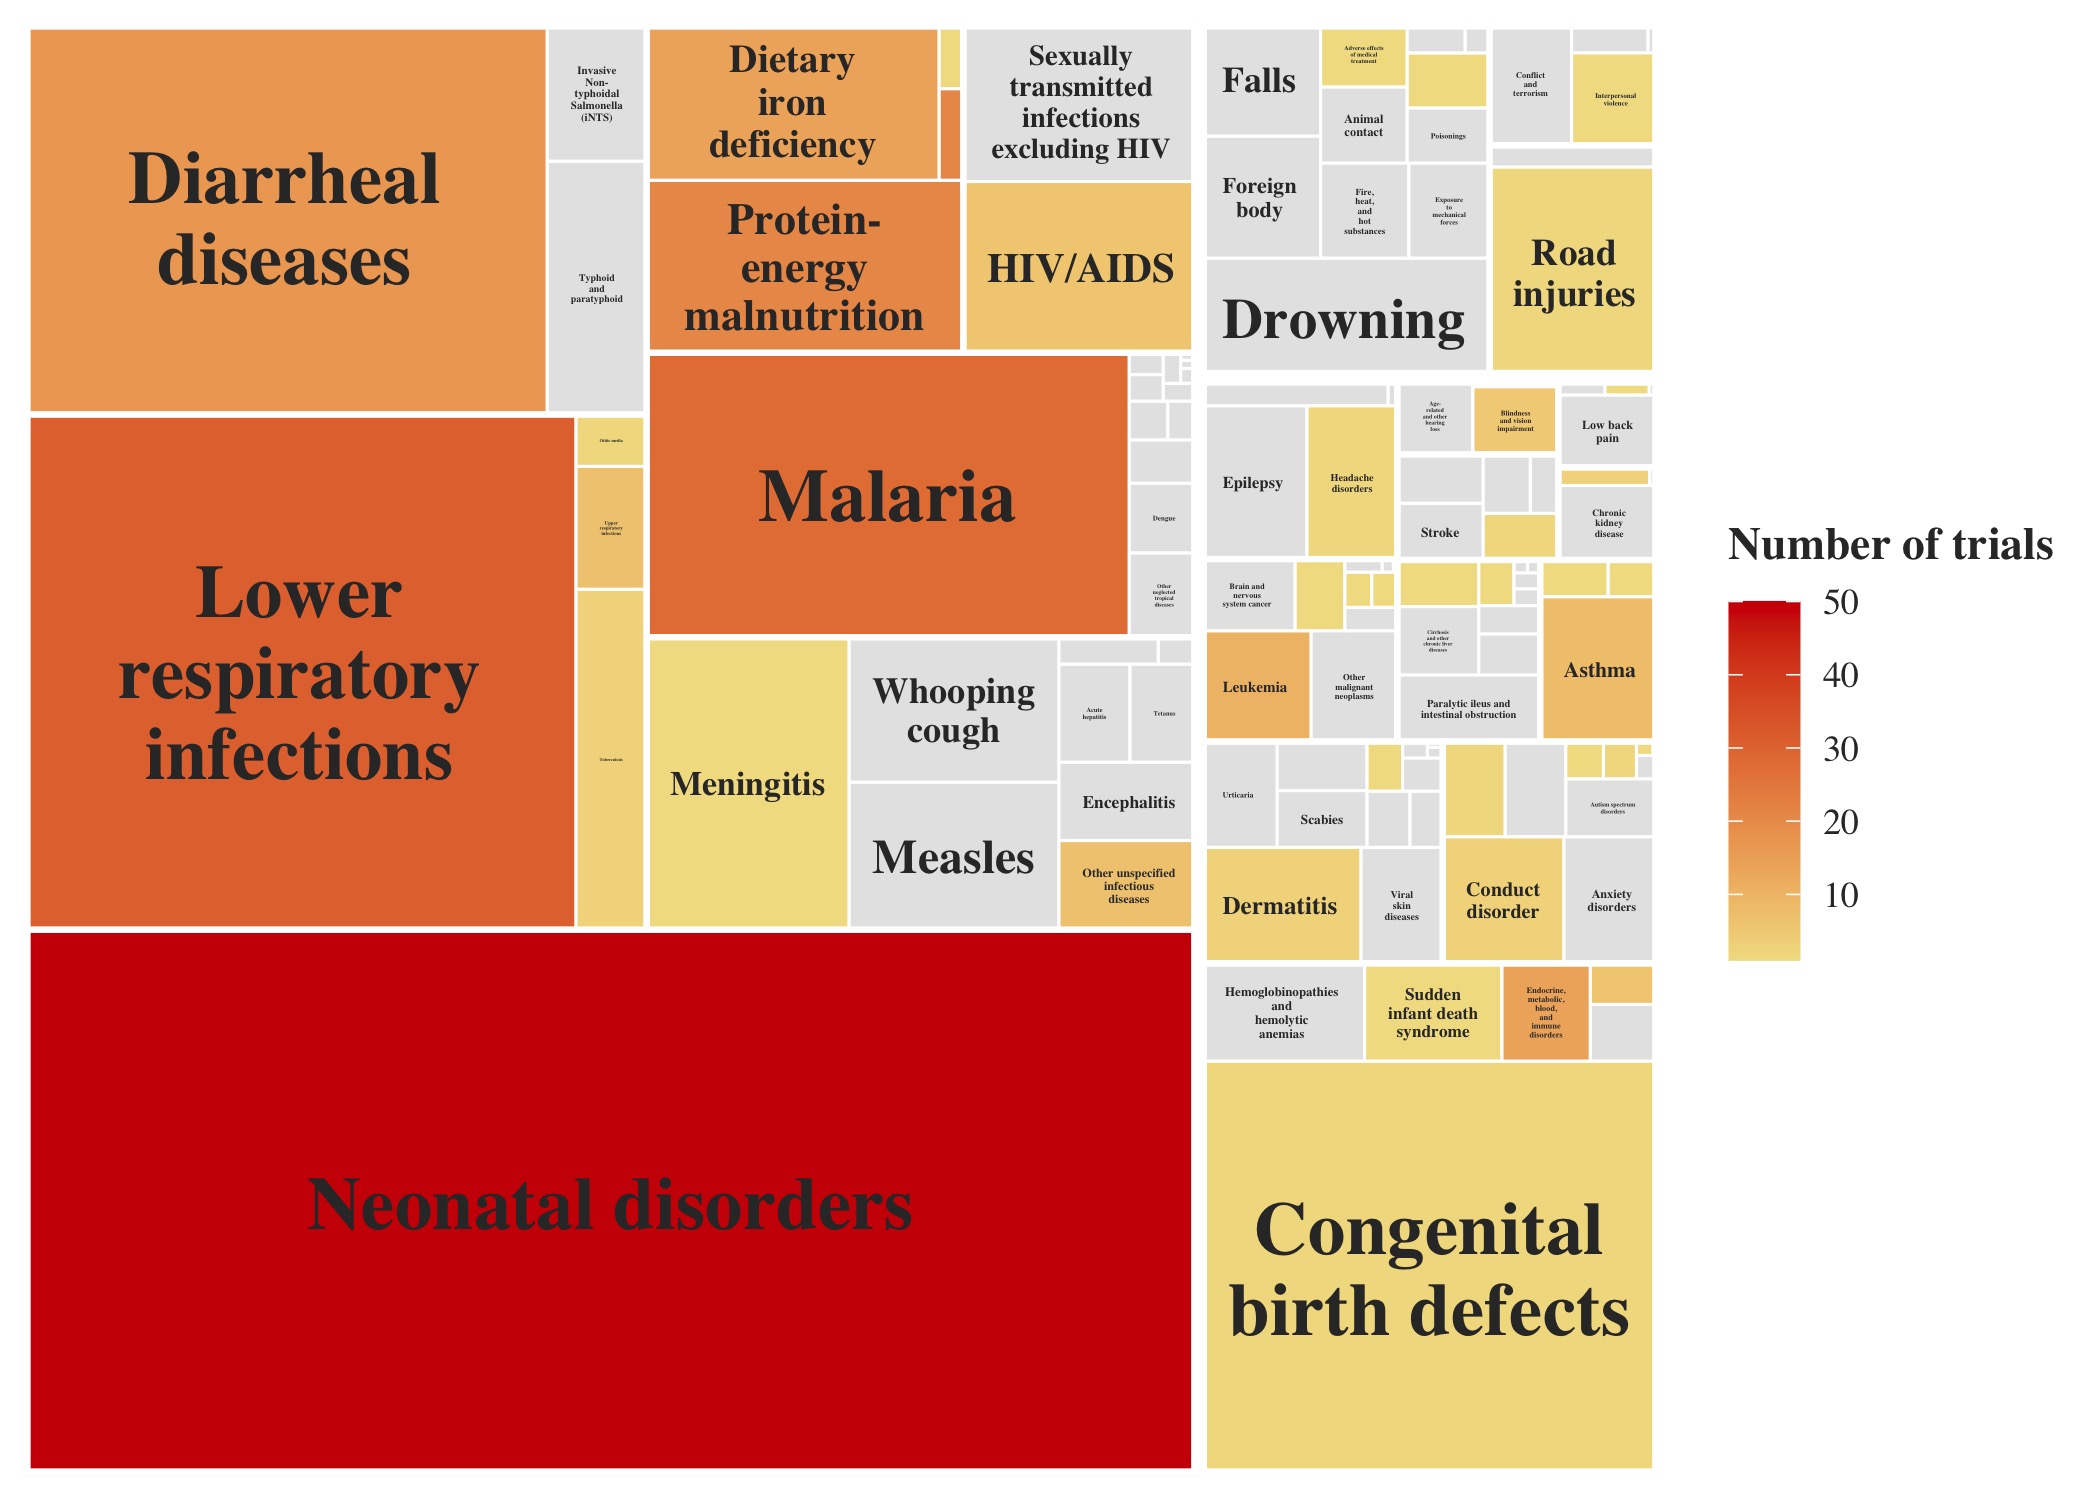 Diarrheal
diseases
Invasive
Non-
typhoidal
Salmonella
(iNTS)
Typhoid
and
paratyphoid
Lower
respiratory
infections
Otitis media
Upper
respiratory
infections
Tuberculosis
Dietary
iron
deficiency
Protein-
energy
malnutrition
Sexually
transmitted
infections
excluding HIV
HIV/AIDS
Malaria
Dengue
Other
neglected
tropical
diseases
Meningitis
Whooping
cough
Measles
Acute
hepatitis
Tetanus
Encephalitis
Other unspecified
infectious
diseases
Neonatal disorders
Falls
Adverse effects
of medical
treatment
Animal
contact
Poisonings
Foreign
body
Fire,
heat,
and
hot
substances
Exposure
to
mechanical
forces
Drowning
Conflict
and
terrorism
Interpersonal
violence
Road
injuries
Epilepsy
Headache
disorders
Age-
related
and other
hearing
loss
Blindness
and vision
impairment
Stroke
Low back
pain
Chronic
kidney
disease
Brain and
nervous
system cancer
Leukemia
Other
malignant
neoplasms
Cirrhosis
and other
chronic liver
diseases
Paralytic ileus and
intestinal obstruction
Asthma
Urticaria
Scabies
Dermatitis
Viral
skin
diseases
Conduct
disorder
Autism spectrum
disorders
Anxiety
disorders
Hemoglobinopathies
and
hemolytic
anemias
Sudden
infant death
syndrome
Endocrine,
metabolic,
blood,
and
immune
disorders
Congenital
birth defects
Number of trials
50
40
30
20
10